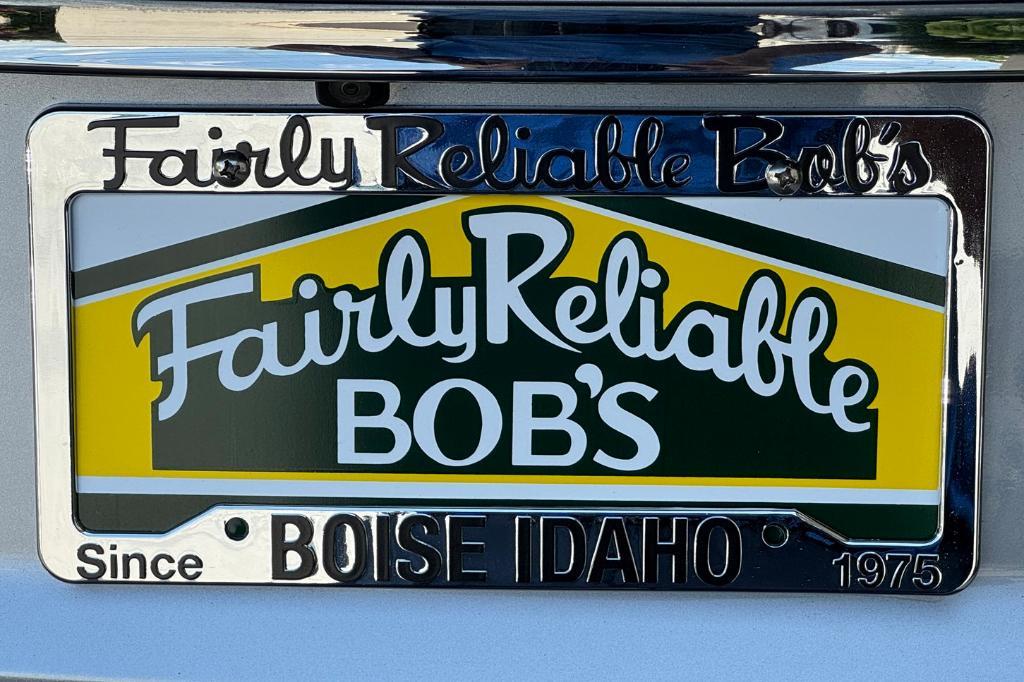 Fairly Reliable Bob's
Fairly Reliable
BOB'S
Since BOISE IDAHO 1975